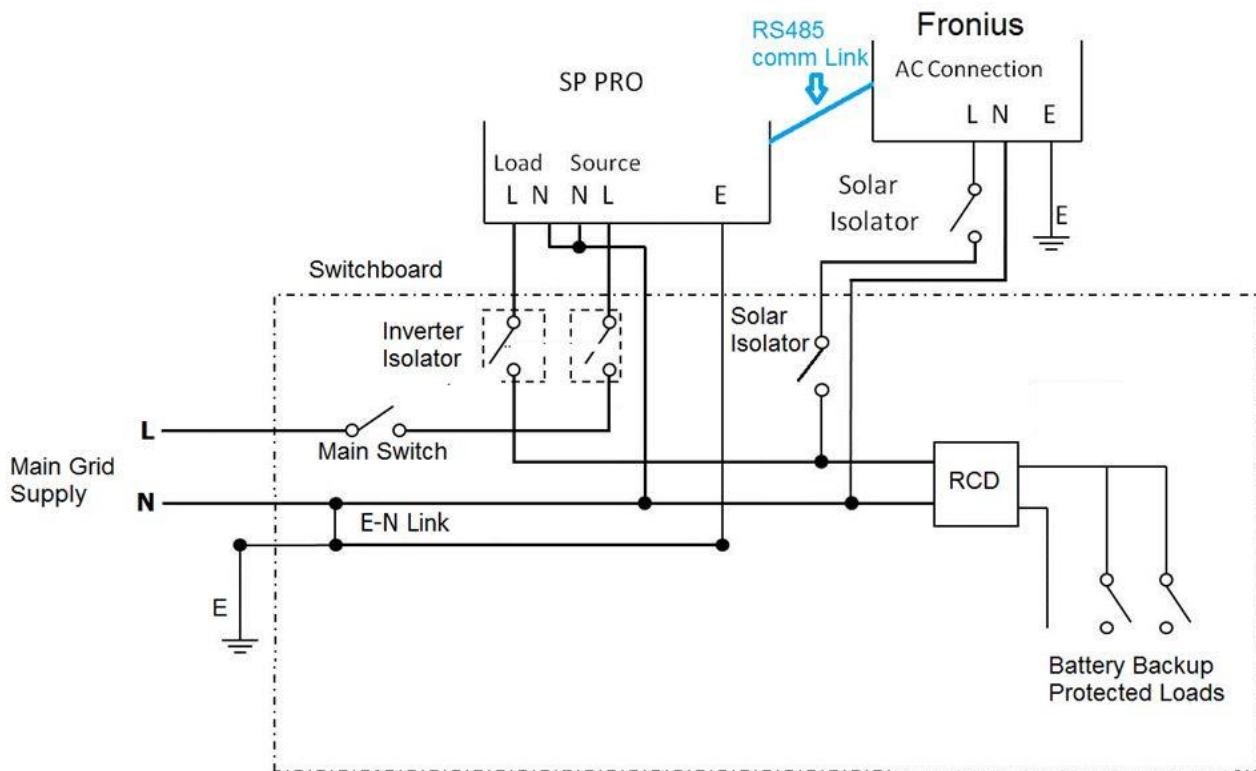 RS485
comm Link
Fronius
AC Connection
L N E
SP PRO
Load Source
L N N L E
Solar
Isolator
E
Switchboard
Inverter
Isolator
Solar
Isolator
L
Main Switch
Main Grid
Supply
N
E-N Link
RCD
E
Battery Backup
Protected Loads